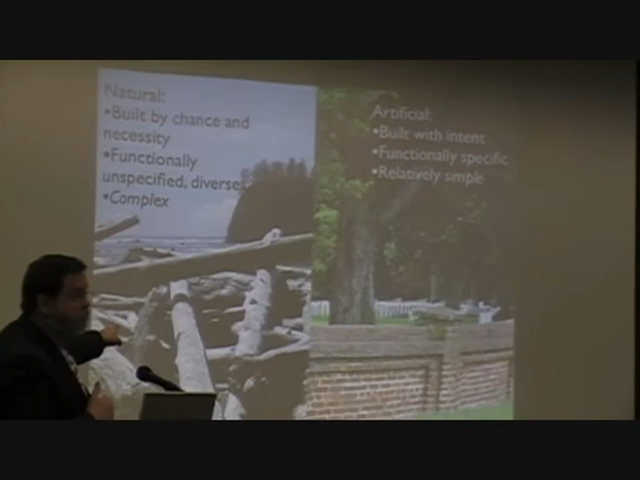 Natural:
•Built by chance and
necessity
•Functionally
unspecified, diverse
•Complex
Artificial:
•Built with intent
•Functionally specific
•Relatively simple